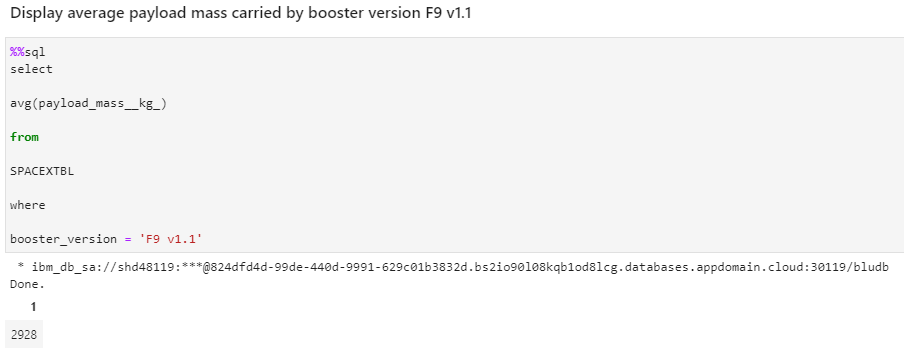 Display average payload mass carried by booster version F9 v1.1
%%sql
select
avg(payload_mass__kg_)
from
SPACEXTBL
where
booster_version = 'F9 v1.1'
* ibm_db_sa://shd48119:***@824dfd4d-99de-440d-9991-629c01b3832d.bs2io90l08kqb1od8lcg.databases.appdomain.cloud:30119/bludb
Done.
1
2928